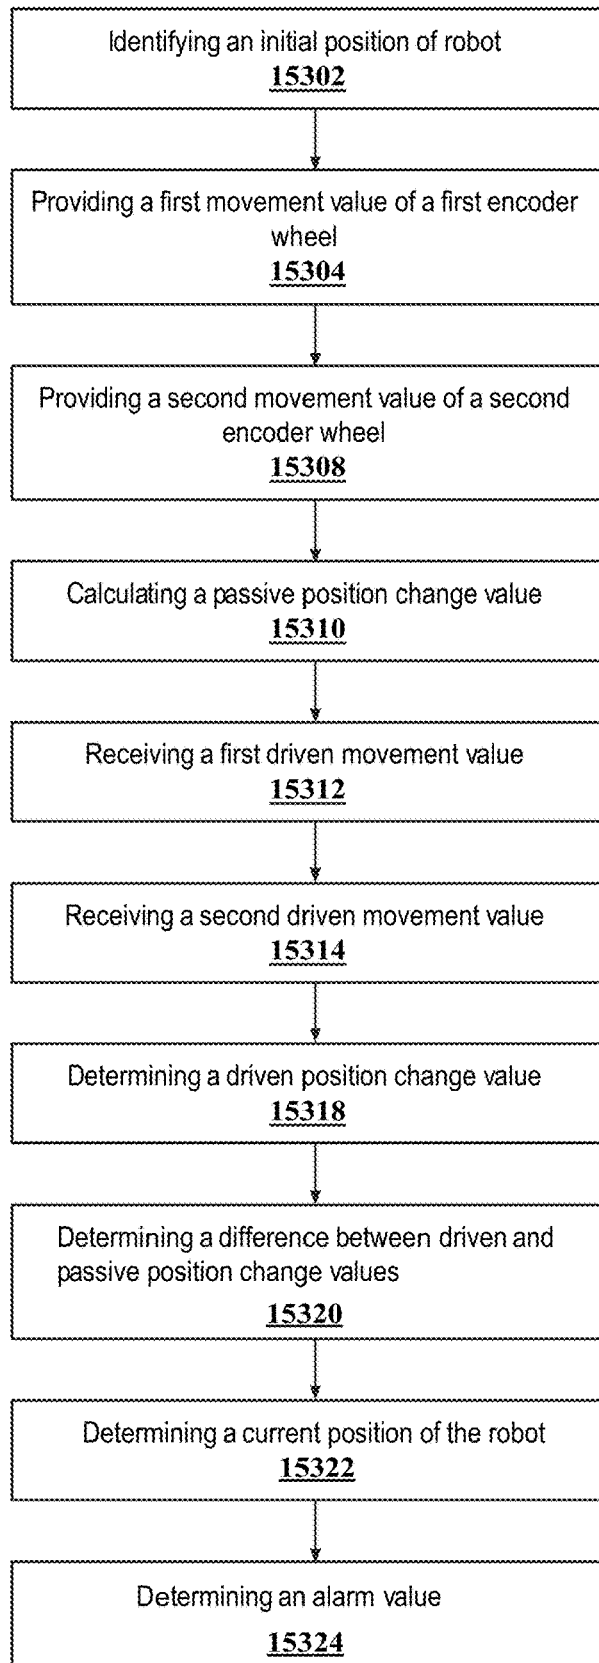 Identifying an initial position of robot
15302
Providing a first movement value of a first encoder
wheel
15304
Providing a second movement value of a second
encoder wheel
15308
Calculating a passive position change value
15310
Receiving a first driven movement value
15312
Receiving a second driven movement value
15314
Determining a driven position change value
15318
Determining a difference between driven and
passive position change values
15320
Determining a current position of the robot
15322
Determining an alarm value
15324